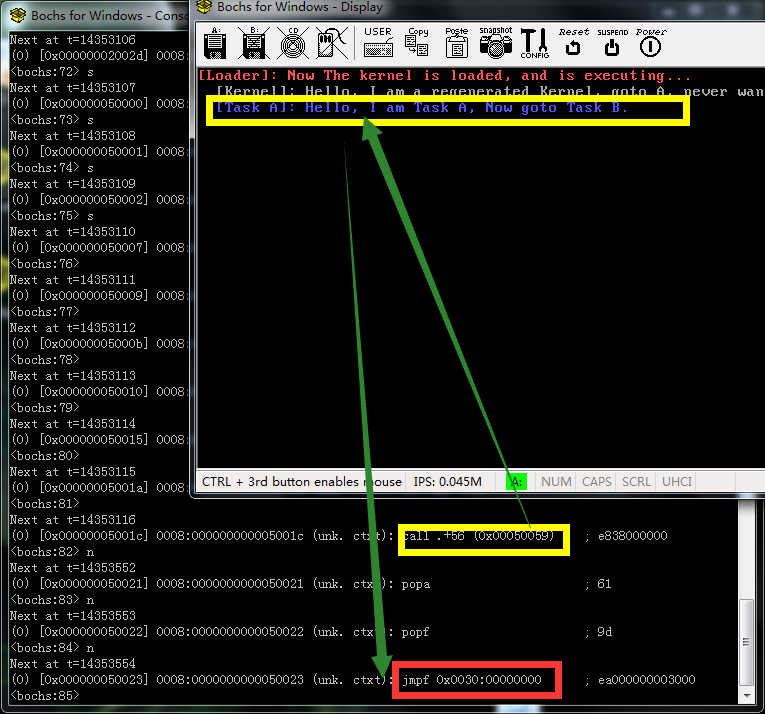 Bochs for Windows - Conso
Next at t=14353106
(0) [0x00000002002d] 0008:
<bochs:72> s
Next at t=14353107
(0) [0x000000050000] 0008:
<bochs:73> s
Next at t=14353108
(0) [0x000000050001] 0008:
<bochs:74> s
Next at t=14353109
(0) [0x000000050002] 0008:
<bochs:75> s
Next at t=14353110
(0) [0x000000050007] 0008:
<bochs:76>
Next at t=14353111
(0) [0x000000050009] 0008:
<bochs:77>
Next at t=14353112
(0) [0x00000005000b] 0008:
<bochs:78>
Next at t=14353113
(0) [0x000000050010] 0008:
<bochs:79>
Next at t=14353114
(0) [0x000000050015] 0008:
<bochs:80>
Next at t=14353115
(0) [0x00000005001a] 0008:
<bochs:81>
Next at t=14353116
(0) [0x00000005001c] 0008:000000000005001c (unk. ctxt): call .+56 (0x00050059) ; e838000000
<bochs:82> n
Next at t=14353552
(0) [0x000000050021] 0008:0000000000050021 (unk. ctxt): popa ; 61
<bochs:83> n
Next at t=14353553
(0) [0x000000050022] 0008:0000000000050022 (unk. ctxt): popf ; 9d
<bochs:84> n
Next at t=14353554
(0) [0x000000050023] 0008:0000000000050023 (unk. ctxt): jmpf 0x0030:00000000 ; ea000000003000
<bochs:85>
Bochs for Windows - Display
A: B: CD USER Copy Paste snapshot CONFIG Reset SUSPEND Power
[Loader]: Now The kernel is loaded, and is executing...
[Kernel]: Hello, I am a regenerated Kernel, goto A, never wan
[Task A]: Hello, I am Task A, Now goto Task B.
CTRL + 3rd button enables mouse IPS: 0.045M A: NUM CAPS SCRL UHCI